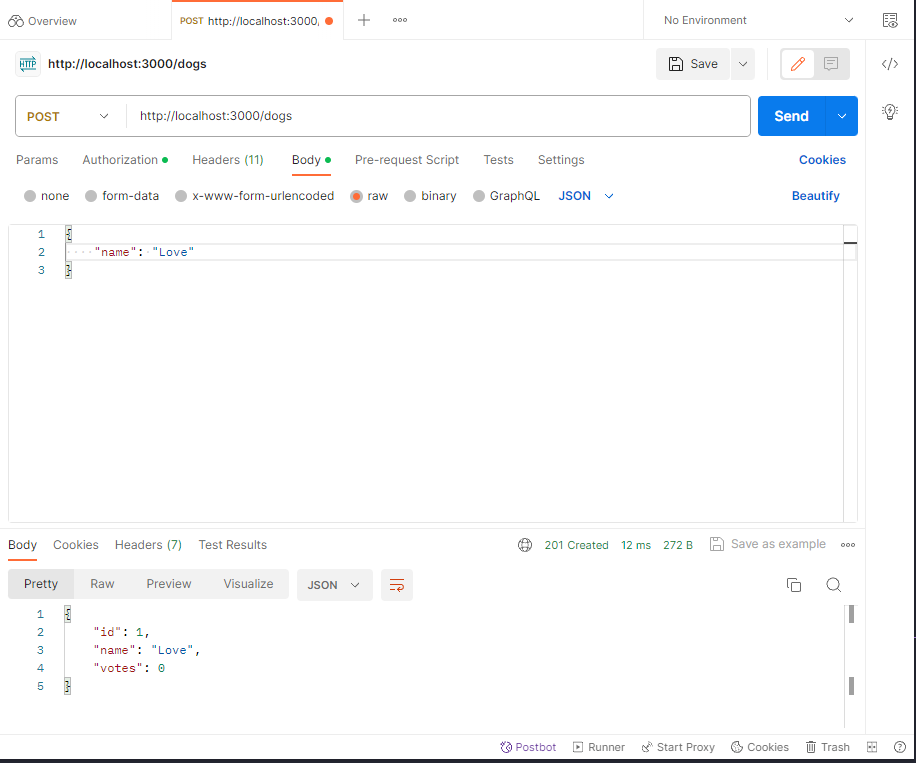 Overview
POST http://localhost:3000,
No Environment
HTTP http://localhost:3000/dogs
Save
POST http://localhost:3000/dogs
Send
Params Authorization Headers (11) Body Pre-request Script Tests Settings Cookies
none form-data x-www-form-urlencoded raw binary GraphQL JSON Beautify
1 {
2 ····"name":·"Love"
3 }
Body Cookies Headers (7) Test Results 201 Created 12 ms 272 B Save as example
Pretty Raw Preview Visualize JSON
1 {
2 "id": 1,
3 "name": "Love",
4 "votes": 0
5 }
Postbot Runner Start Proxy Cookies Trash